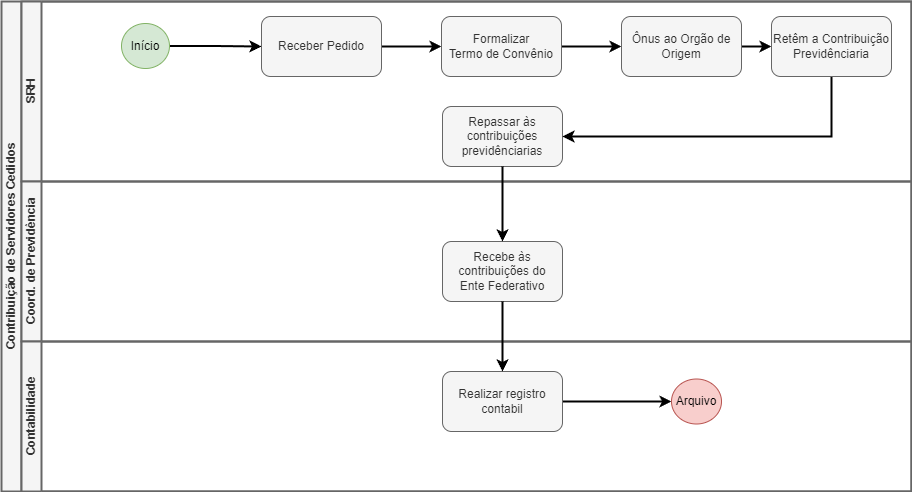 Contribuição de Servidores Cedidos
SRH
Início
Receber Pedido
Formalizar
Termo de Convênio
Ônus ao Orgão de
Origem
Retêm a Contribuição
Previdênciaria
Repassar às
contribuições
previdênciarias
Coord. de Previdência
Recebe às
contribuições do
Ente Federativo
Contabilidade
Realizar registro
contabil
Arquivo